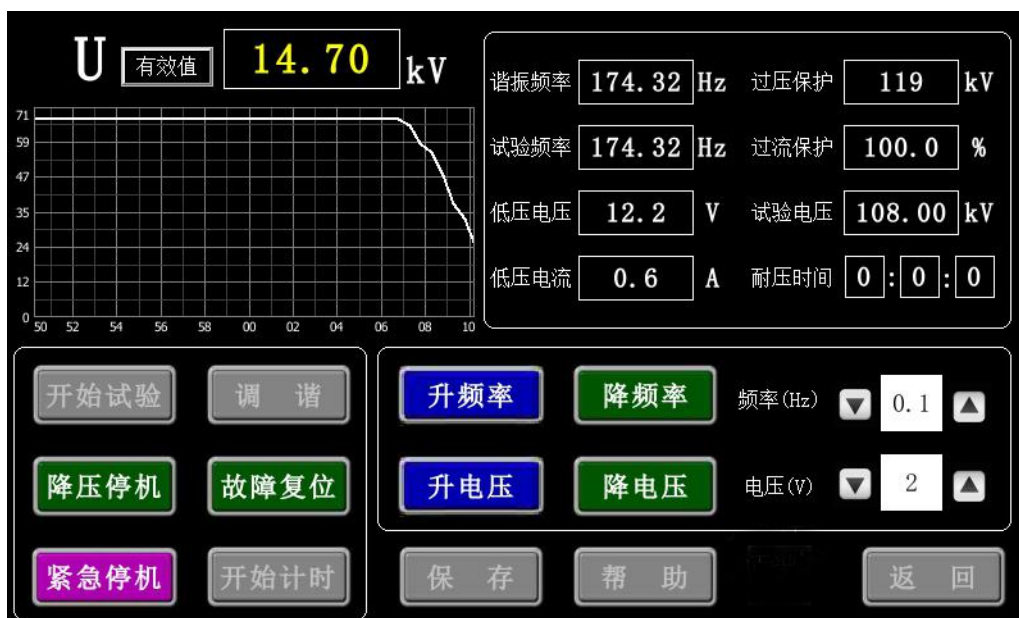 U 有效值 14.70 kV
谐振频率 174.32 Hz 过压保护 119 kV
试验频率 174.32 Hz 过流保护 100.0 %
低压电压 12.2 V 试验电压 108.00 kV
低压电流 0.6 A 耐压时间 0 : 0 : 0
71
59
47
35
24
12
0
50 52 54 56 58 00 02 04 06 08 10
开始试验 调 谐
降压停机 故障复位
紧急停机 开始计时
升频率 降频率 频率(Hz) 0.1
升电压 降电压 电压(V) 2
保 存 帮 助 返 回